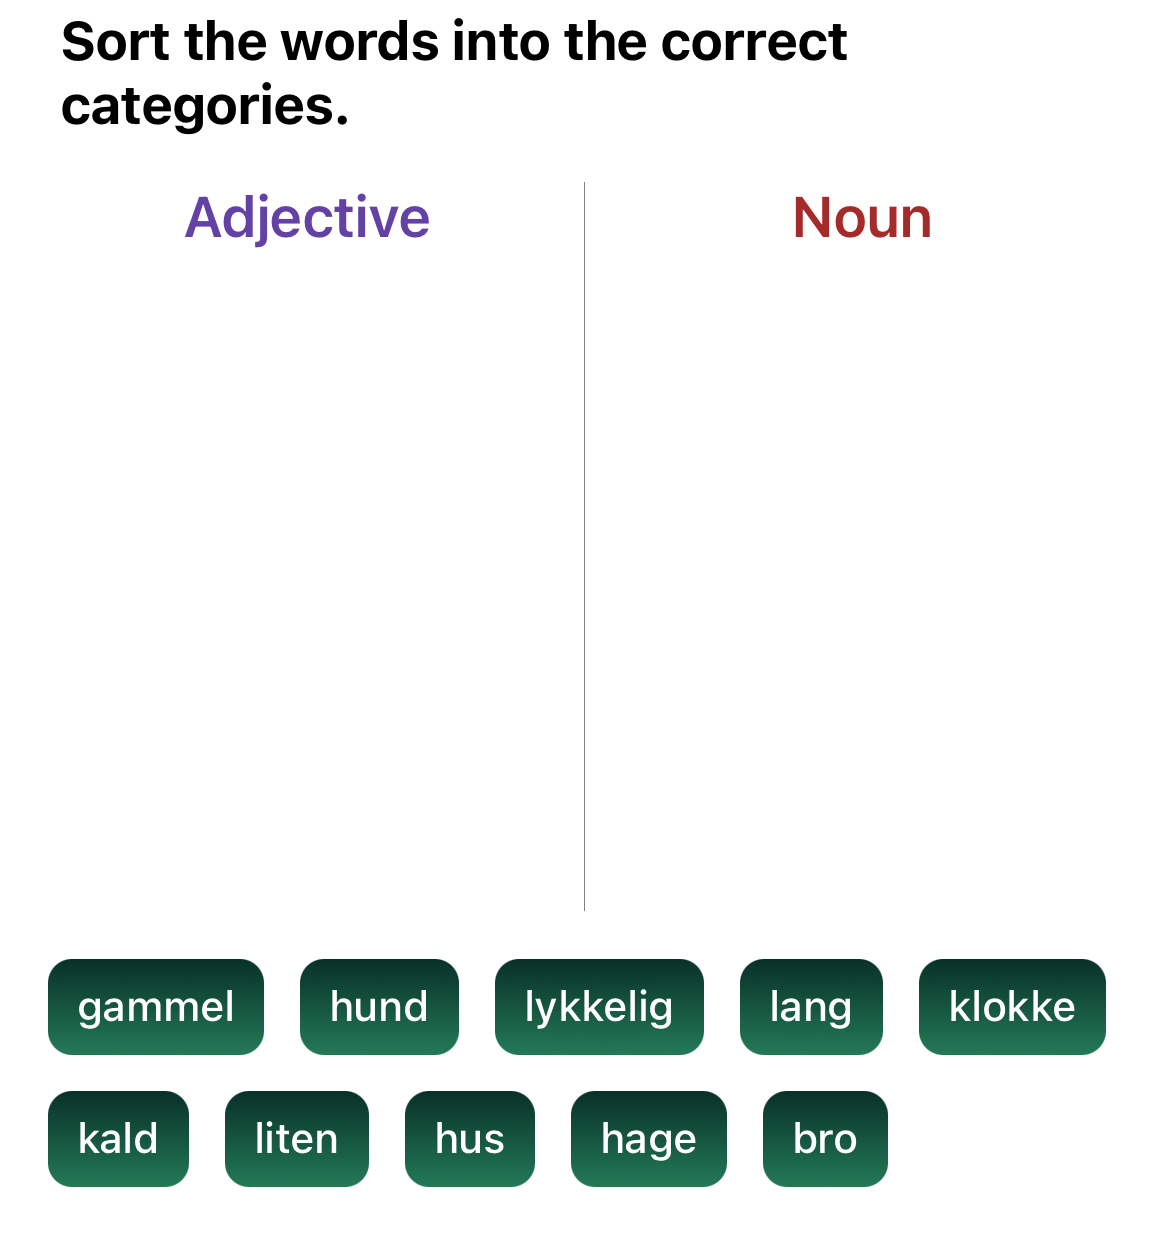 Sort the words into the correct
categories.
Adjective Noun
gammel hund lykkelig lang klokke
kald liten hus hage bro